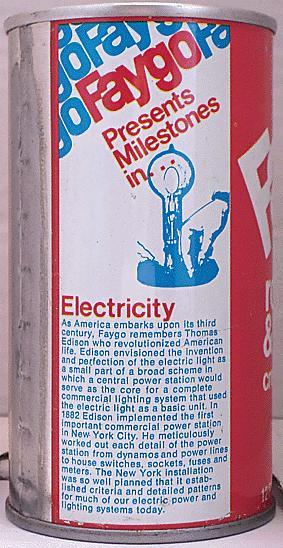 Faygo
Faygo
Presents
Milestones
in...
Electricity
As America embarks upon its third
century, Faygo remembers Thomas
Edison who revolutionized American
life. Edison envisioned the invention
and perfection of the electric light as
a small part of a broad scheme in
which a central power station would
serve as the core for a complete
commercial lighting system that used
the electric light as a basic unit. In
1882 Edison implemented the first
important commercial power station
in New York City. He meticulously
worked out each detail of the power
station from dynamos and power lines
to house switches, sockets, fuses and
meters. The New York installation
was so well planned that it estab-
lished criteria and detailed patterns
for much of our electric power and
lighting systems today.